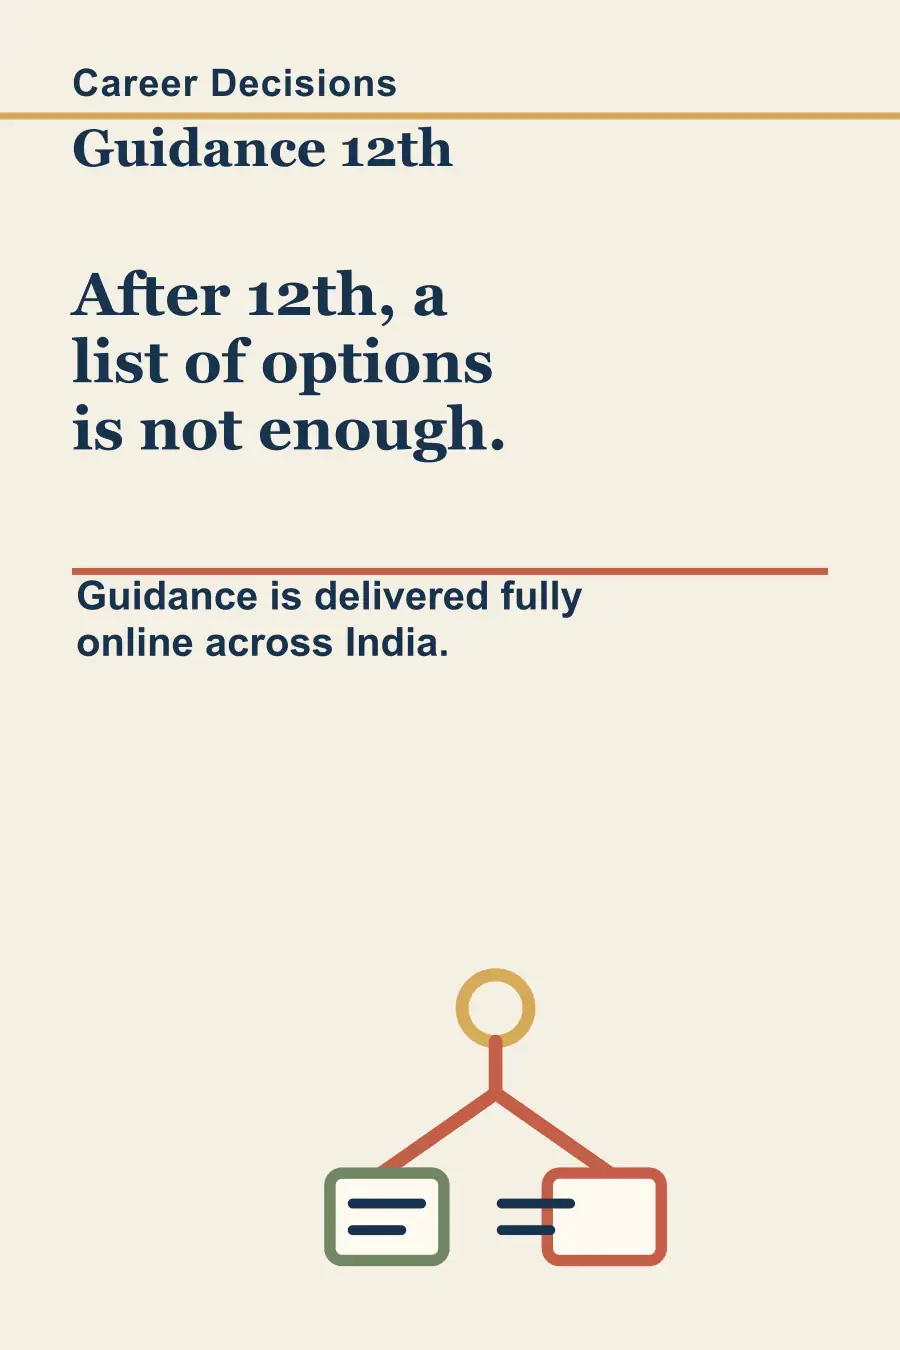 Career Decisions
Guidance 12th
After 12th, a
list of options
is not enough.
Guidance is delivered fully
online across India.